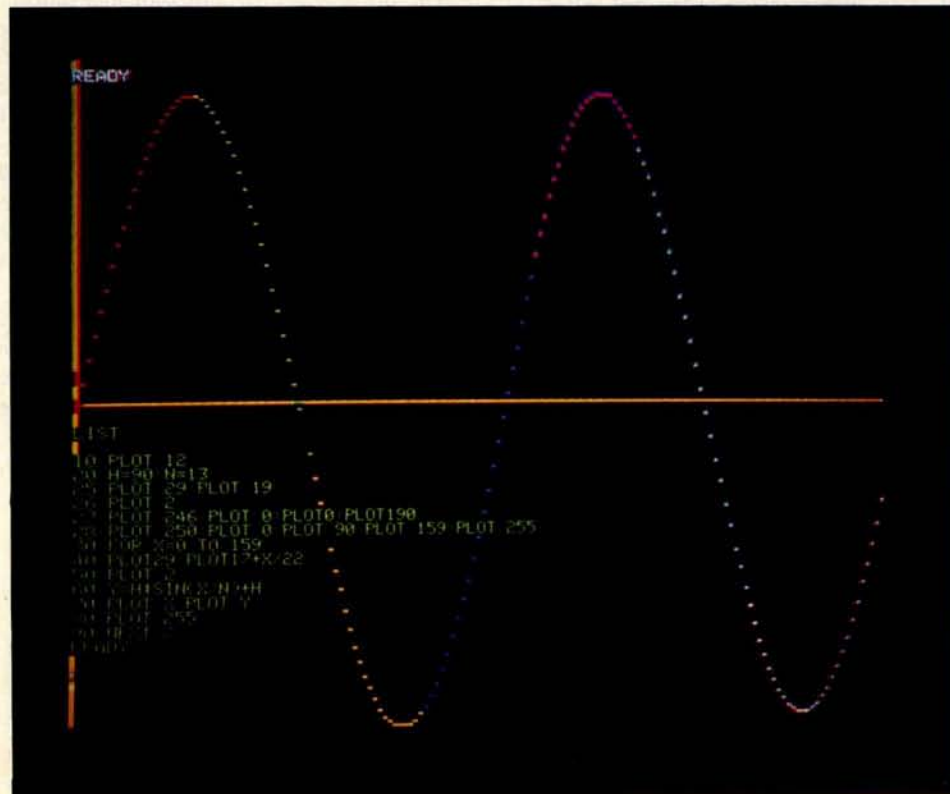 READY
LIST
10 PLOT 12
20 H=90 N=13
PLOT 29 PLOT 19
PLOT 2
PLOT 246 PLOT 0 PLOT0 PLOT190
PLOT 250 PLOT 0 PLOT 90 PLOT 159 PLOT 255
FOR X=0 TO 159
PLOT29 PLOT17+X/22
PLOT 2
Y=H*SIN(X/N)+H
PLOT X PLOT Y
PLOT 255
READY